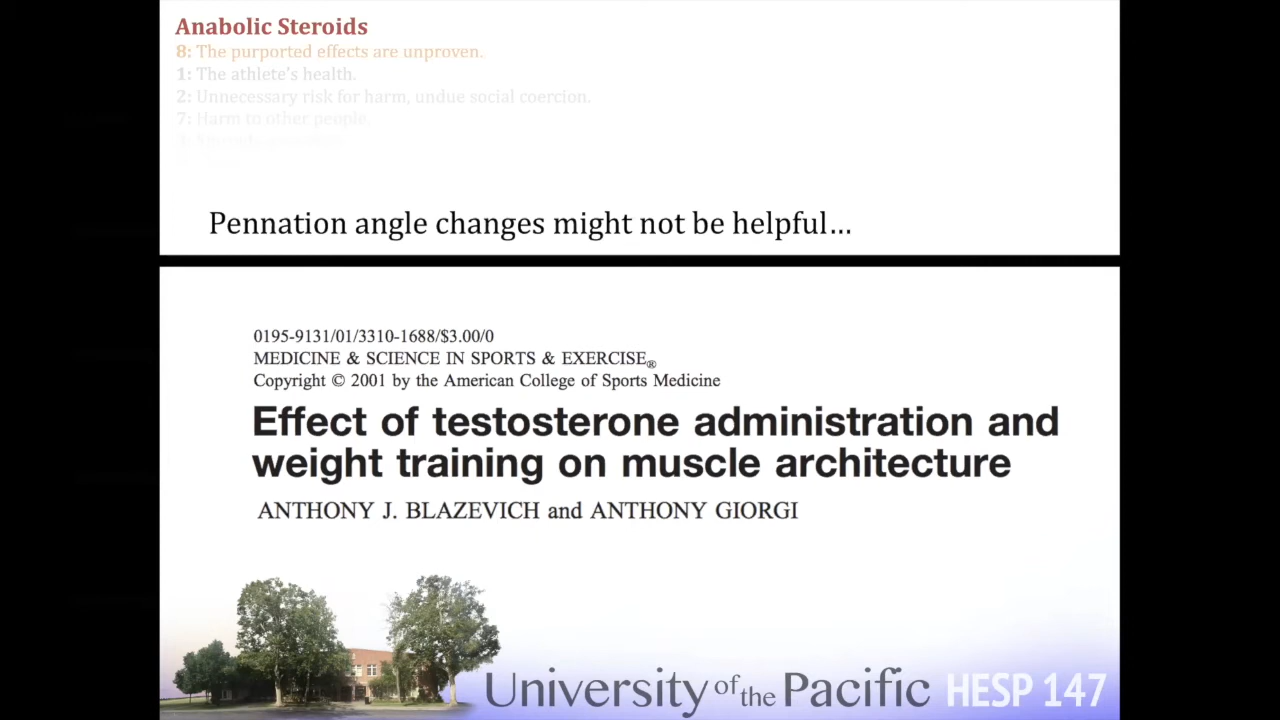 Anabolic Steroids
8: The purported effects are unproven.
1: The athlete's health.
2: Unnecessary risk for harm, undue social coercion.
7: Harm to other people.
Pennation angle changes might not be helpful…
0195-9131/01/3310-1688/$3.00/0
MEDICINE & SCIENCE IN SPORTS & EXERCISE®
Copyright © 2001 by the American College of Sports Medicine
Effect of testosterone administration and
weight training on muscle architecture
ANTHONY J. BLAZEVICH and ANTHONY GIORGI
University of the Pacific HESP 147